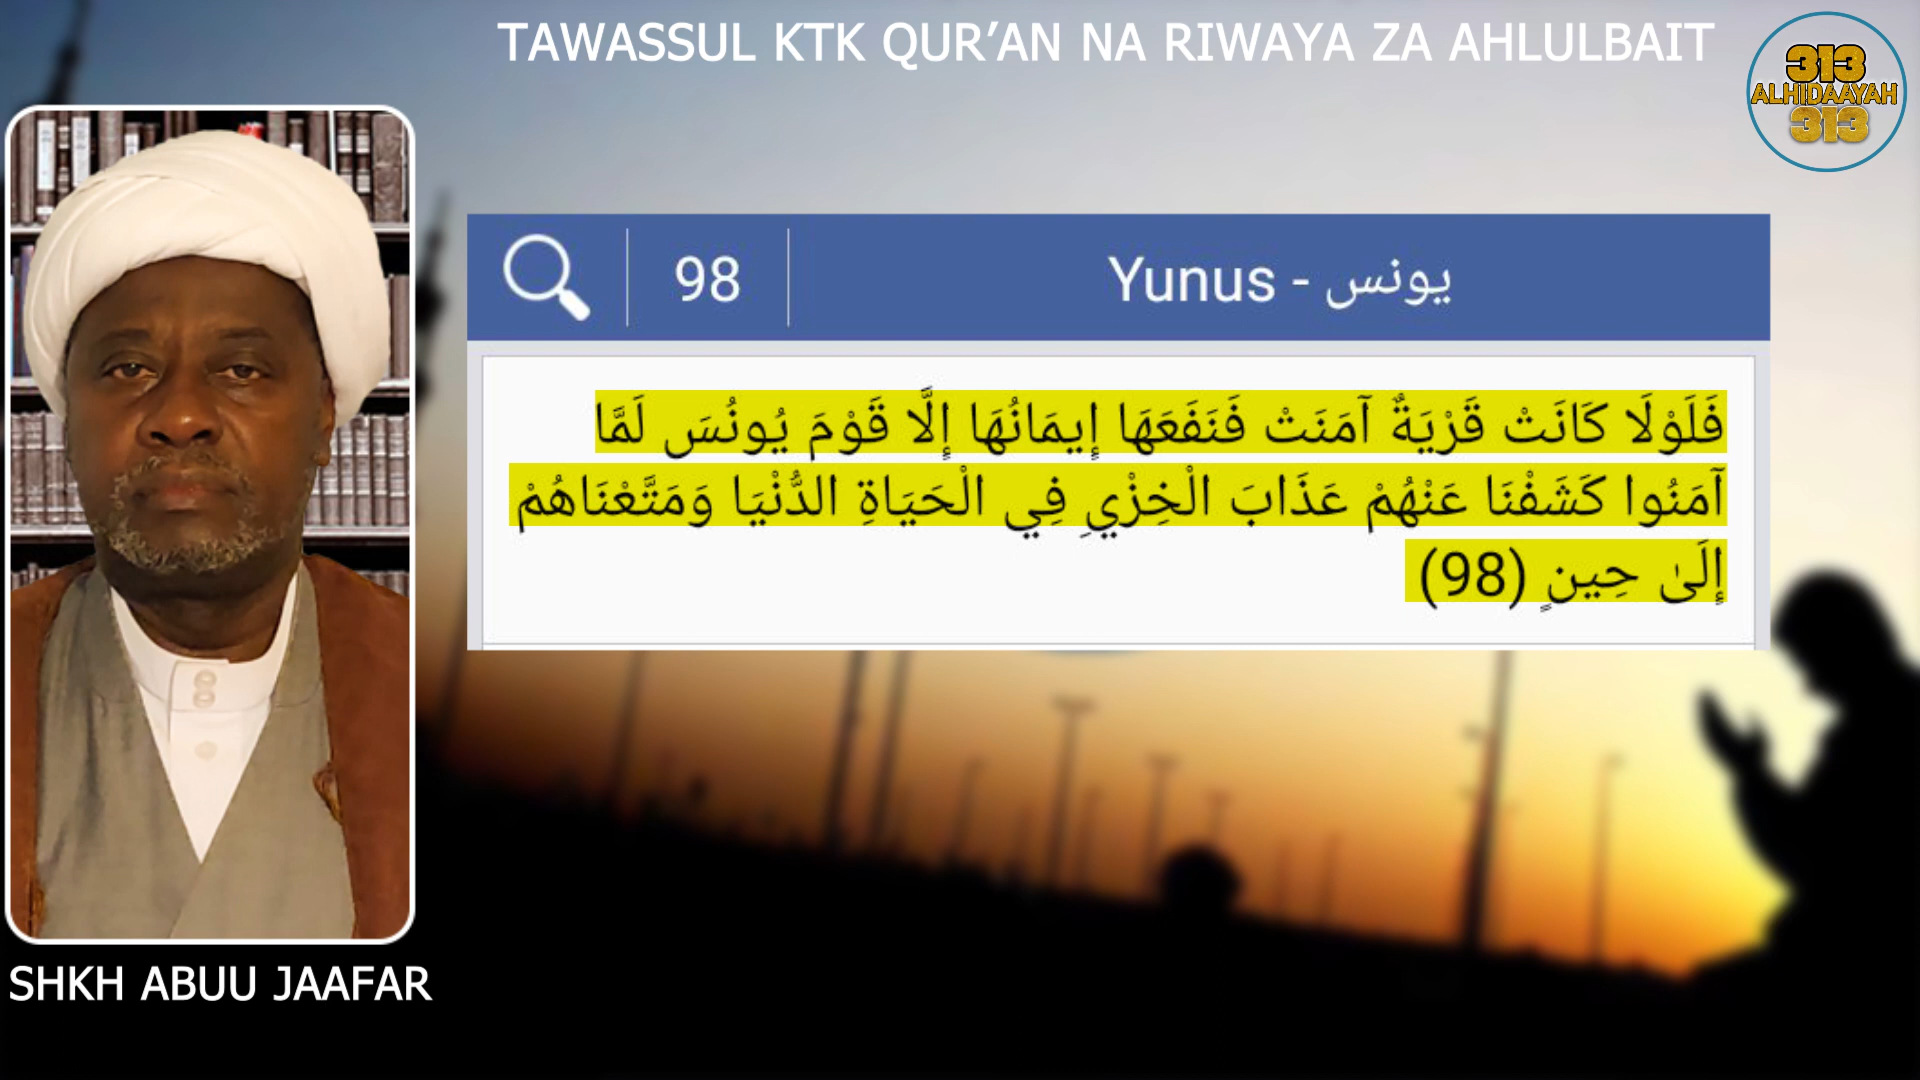 TAWASSUL KTK QUR’AN NA RIWAYA ZA AHLULBAIT
313
ALHIDAAYAH
313
98
Yunus - يونس
فَلَوْلَا كَانَتْ قَرْيَةٌ آمَنَتْ فَنَفَعَهَا إِيمَانُهَا إِلَّا قَوْمَ يُونُسَ لَمَّا
آمَنُوا كَشَفْنَا عَنْهُمْ عَذَابَ الْخِزْيِ فِي الْحَيَاةِ الدُّنْيَا وَمَتَّعْنَاهُمْ
إِلَىٰ حِينٍ (98)
SHKH ABUU JAAFAR